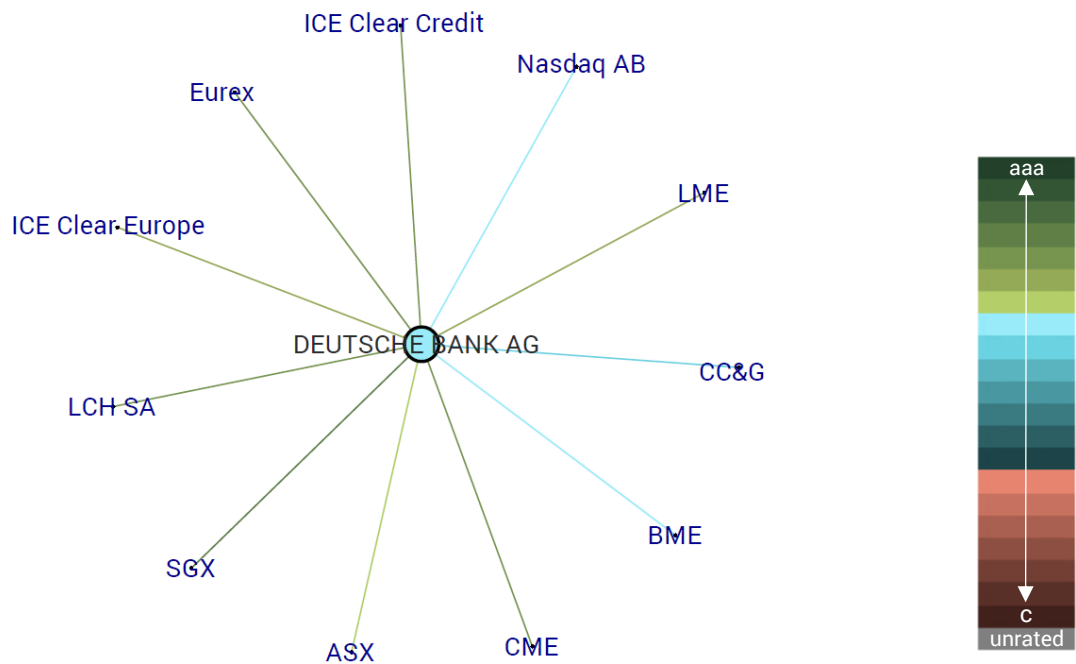 ICE Clear Credit
Nasdaq AB
Eurex
aaa
LME
ICE Clear Europe
DEUTSCHE BANK AG
CC&G
LCH SA
BME
SGX
c
unrated
CME
ASX